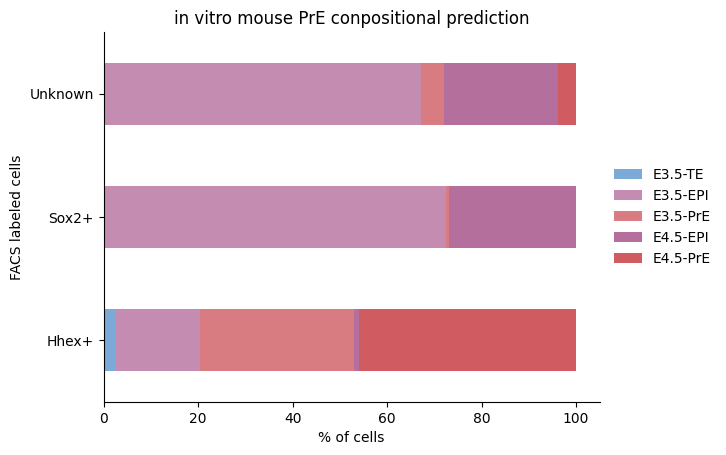 in vitro mouse PrE conpositional prediction
FACS labeled cells
Unknown
Sox2+
Hhex+
0 20 40 60 80 100
% of cells
E3.5-TE
E3.5-EPI
E3.5-PrE
E4.5-EPI
E4.5-PrE